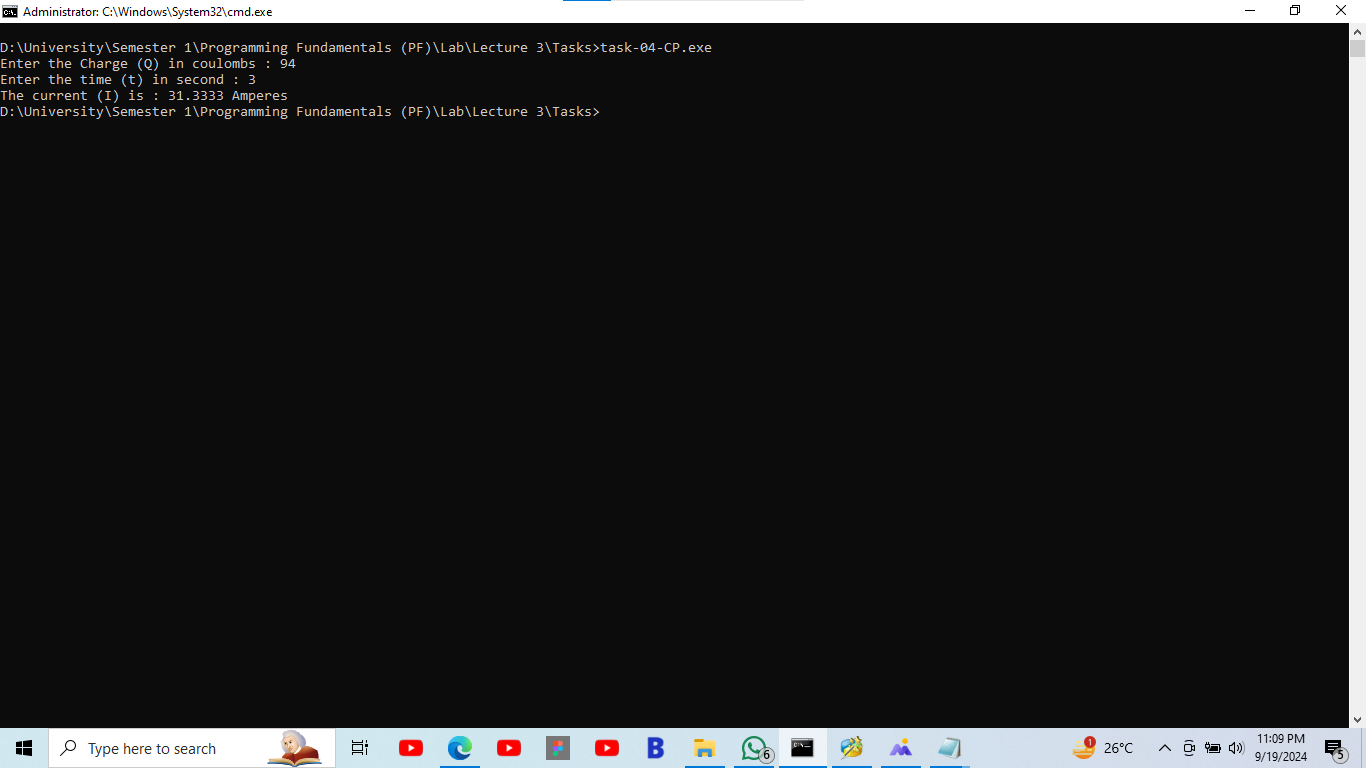 Administrator: C:\Windows\System32\cmd.exe
D:\University\Semester 1\Programming Fundamentals (PF)\Lab\Lecture 3\Tasks>task-04-CP.exe
Enter the Charge (Q) in coulombs : 94
Enter the time (t) in second : 3
The current (I) is : 31.3333 Amperes
D:\University\Semester 1\Programming Fundamentals (PF)\Lab\Lecture 3\Tasks>
Type here to search
B
6
1
26°C
11:09 PM
9/19/2024
5